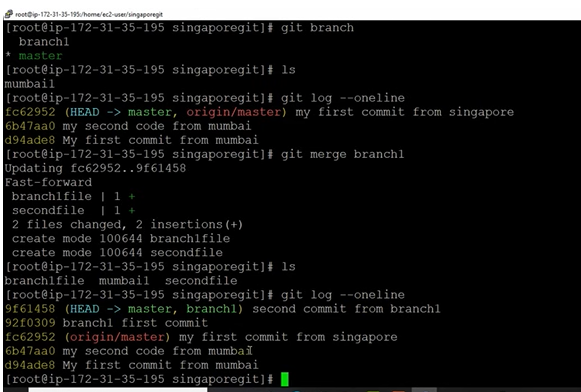 root@ip-172-31-35-195:/home/ec2-user/singaporegit
[root@ip-172-31-35-195 singaporegit]# git branch
  branch1
* master
[root@ip-172-31-35-195 singaporegit]# ls
mumbai1
[root@ip-172-31-35-195 singaporegit]# git log --oneline
fc62952 (HEAD -> master, origin/master) my first commit from singapore
6b47aa0 my second code from mumbai
d94ade8 My first commit from mumbai
[root@ip-172-31-35-195 singaporegit]# git merge branch1
Updating fc62952..9f61458
Fast-forward
 branch1file | 1 +
 secondfile  | 1 +
 2 files changed, 2 insertions(+)
 create mode 100644 branch1file
 create mode 100644 secondfile
[root@ip-172-31-35-195 singaporegit]# ls
branch1file  mumbai1  secondfile
[root@ip-172-31-35-195 singaporegit]# git log --oneline
9f61458 (HEAD -> master, branch1) second commit from branch1
92f0309 branch1 first commit
fc62952 (origin/master) my first commit from singapore
6b47aa0 my second code from mumbai
d94ade8 My first commit from mumbai
[root@ip-172-31-35-195 singaporegit]#